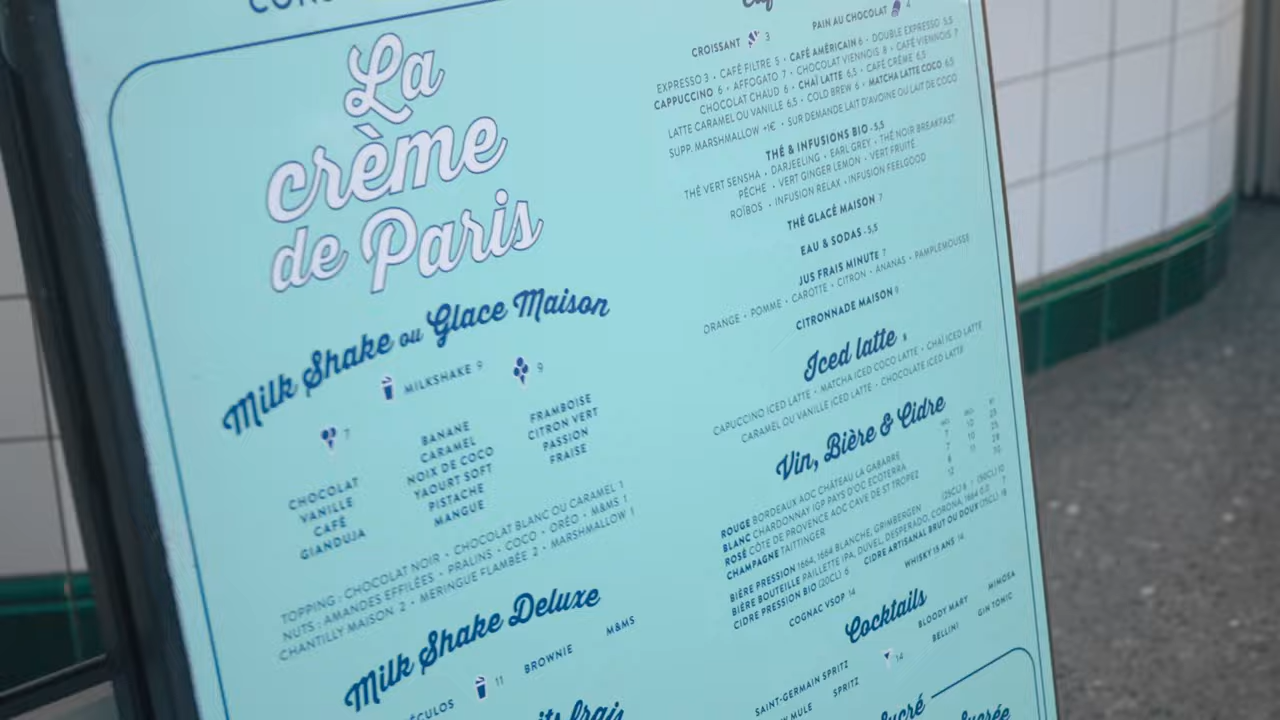 La
crème
de Paris
Milk Shake ou Glace Maison
MILKSHAKE 9
9
7
CHOCOLAT
VANILLE
CAFÉ
GIANDUJA
BANANE
CARAMEL
NOIX DE COCO
YAOURT SOFT
PISTACHE
MANGUE
FRAMBOISE
CITRON VERT
PASSION
FRAISE
TOPPING : CHOCOLAT NOIR • CHOCOLAT BLANC OU CARAMEL 1
NUTS : AMANDES EFFILÉES • PRALINS • COCO • ORÉO • M&MS 1
CHANTILLY MAISON 2 • MERINGUE FLAMBÉE 2 • MARSHMALLOW 1
Milk Shake Deluxe
11
BROWNIE
M&MS
CROISSANT 3
PAIN AU CHOCOLAT 4
EXPRESSO 3 • CAFÉ FILTRE 5 • CAFÉ AMÉRICAIN 6 • DOUBLE EXPRESSO 5,5
CAPPUCCINO 6 • AFFOGATO 7 • CHOCOLAT VIENNOIS 8 • CAFÉ VIENNOIS 7
CHOCOLAT CHAUD 6 • CHAÏ LATTE 6,5 • CAFÉ CRÈME 6,5
LATTE CARAMEL OU VANILLE 6,5 • COLD BREW 6 • MATCHA LATTE COCO 6,5
SUPP. MARSHMALLOW +1€ • SUR DEMANDE LAIT D'AVOINE OU LAIT DE COCO
THÉ & INFUSIONS BIO - 5,5
THÉ VERT SENSHA • DARJEELING • EARL GREY • THÉ NOIR BREAKFAST
PÊCHE • VERT GINGER LEMON • VERT FRUITÉ
ROÏBOS • INFUSION RELAX • INFUSION FEELGOOD
THÉ GLACÉ MAISON 7
EAU & SODAS - 5,5
JUS FRAIS MINUTE 7
ORANGE • POMME • CAROTTE • CITRON • ANANAS • PAMPLEMOUSSE
CITRONNADE MAISON
Iced latte
CAPUCCINO ICED LATTE • MATCHA ICED COCO LATTE • CHAÏ ICED LATTE
CARAMEL OU VANILLE ICED LATTE • CHOCOLATE ICED LATTE
Vin, Bière & Cidre
ROUGE BORDEAUX AOC CHÂTEAU LA GABARRE
BLANC CHARDONNAY IGP PAYS D'OC ECOTERRA
ROSÉ CÔTE DE PROVENCE AOC CAVE DE ST TROPEZ
CHAMPAGNE TAITTINGER
BIÈRE PRESSION 1664, 1664 BLANCHE, GRIMBERGEN
BIÈRE BOUTEILLE PAILLETTE IPA, DUVEL, DESPERADO, CORONA, 1664 0.0 7
CIDRE PRESSION BIO (20CL) 6 CIDRE ARTISANAL BRUT OU DOUX
COGNAC VSOP 14
WHISKY 15 ANS 14
Cocktails
14
SAINT-GERMAIN SPRITZ
MULE
SPRITZ
BLOODY MARY
BELLINI
MIMOSA
GIN TONIC